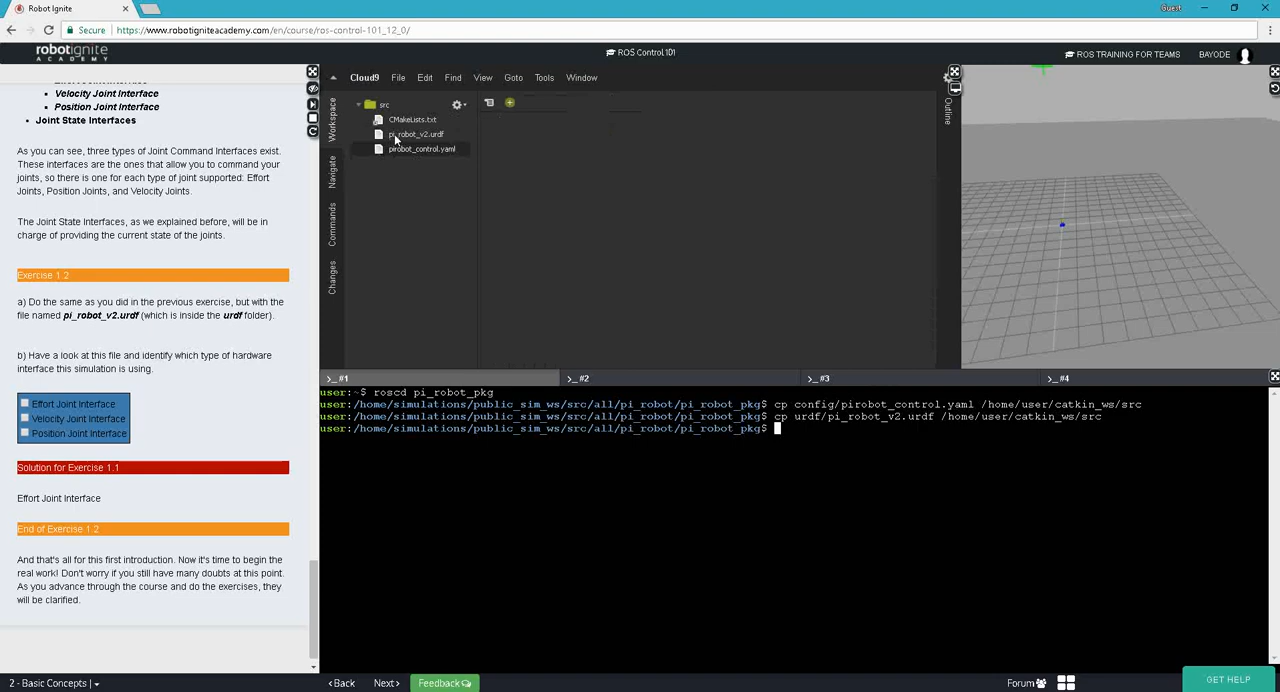 Robot Ignite
Guest
Secure
https://www.robotigniteacademy.com/en/course/ros-control-101_12_0/
robotignite
ACADEMY
ROS Control 101
ROS TRAINING FOR TEAMS
BAYODE
Velocity Joint Interface
Position Joint Interface
Joint State Interfaces
As you can see, three types of Joint Command Interfaces exist.
These interfaces are the ones that allow you to command your
joints, so there is one for each type of joint supported: Effort
Joints, Position Joints, and Velocity Joints.
The Joint State Interfaces, as we explained before, will be in
charge of providing the current state of the joints.
Exercise 1.2
a) Do the same as you did in the previous exercise, but with the
file named pi_robot_v2.urdf (which is inside the urdf folder).
b) Have a look at this file and identify which type of hardware
interface this simulation is using.
Effort Joint Interface
Velocity Joint Interface
Position Joint Interface
Solution for Exercise 1.1
Effort Joint Interface
End of Exercise 1.2
And that's all for this first introduction. Now it's time to begin the
real work! Don't worry if you still have many doubts at this point.
As you advance through the course and do the exercises, they
will be clarified.
Cloud9 File Edit Find View Goto Tools Window
Workspace
Navigate
Commands
Changes
src
CMakeLists.txt
pi_robot_v2.urdf
pirobot_control.yaml
Outline
>_ #1
>_ #2
>_ #3
>_ #4
user:~$ roscd pi_robot_pkg
user:/home/simulations/public_sim_ws/src/all/pi_robot/pi_robot_pkg$ cp config/pirobot_control.yaml /home/user/catkin_ws/src
user:/home/simulations/public_sim_ws/src/all/pi_robot/pi_robot_pkg$ cp urdf/pi_robot_v2.urdf /home/user/catkin_ws/src
user:/home/simulations/public_sim_ws/src/all/pi_robot/pi_robot_pkg$
2 - Basic Concepts |
<Back
Next>
Feedback
Forum
GET HELP